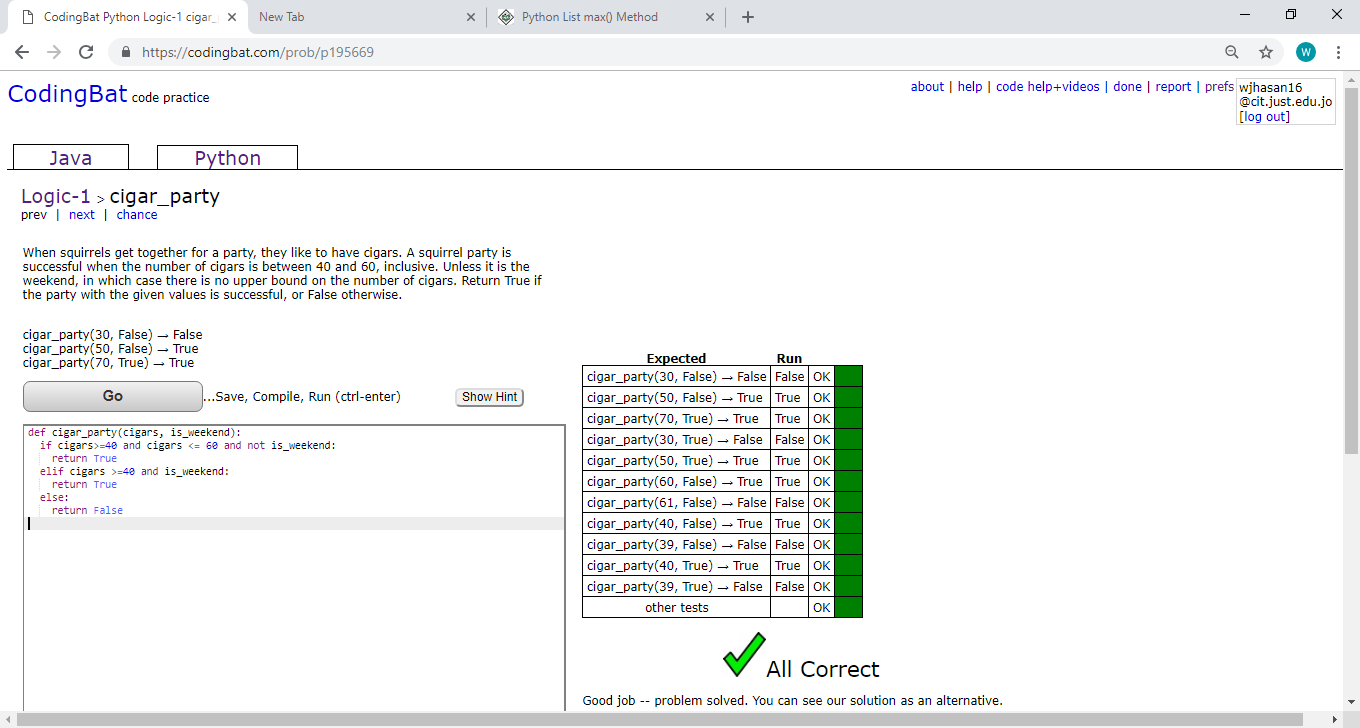 CodingBat Python Logic-1 cigar_
New Tab
Python List max() Method
https://codingbat.com/prob/p195669
W
CodingBat code practice
about | help | code help+videos | done | report | prefs
wjhasan16
@cit.just.edu.jo
[log out]
Java
Python
Logic-1 > cigar_party
prev | next | chance
When squirrels get together for a party, they like to have cigars. A squirrel party is
successful when the number of cigars is between 40 and 60, inclusive. Unless it is the
weekend, in which case there is no upper bound on the number of cigars. Return True if
the party with the given values is successful, or False otherwise.
cigar_party(30, False) → False
cigar_party(50, False) → True
cigar_party(70, True) → True
Go ...Save, Compile, Run (ctrl-enter) Show Hint
def cigar_party(cigars, is_weekend):
  if cigars>=40 and cigars <= 60 and not is_weekend:
    return True
  elif cigars >=40 and is_weekend:
    return True
  else:
    return False
Expected Run
cigar_party(30, False) → False False OK
cigar_party(50, False) → True True OK
cigar_party(70, True) → True True OK
cigar_party(30, True) → False False OK
cigar_party(50, True) → True True OK
cigar_party(60, False) → True True OK
cigar_party(61, False) → False False OK
cigar_party(40, False) → True True OK
cigar_party(39, False) → False False OK
cigar_party(40, True) → True True OK
cigar_party(39, True) → False False OK
other tests OK
All Correct
Good job -- problem solved. You can see our solution as an alternative.